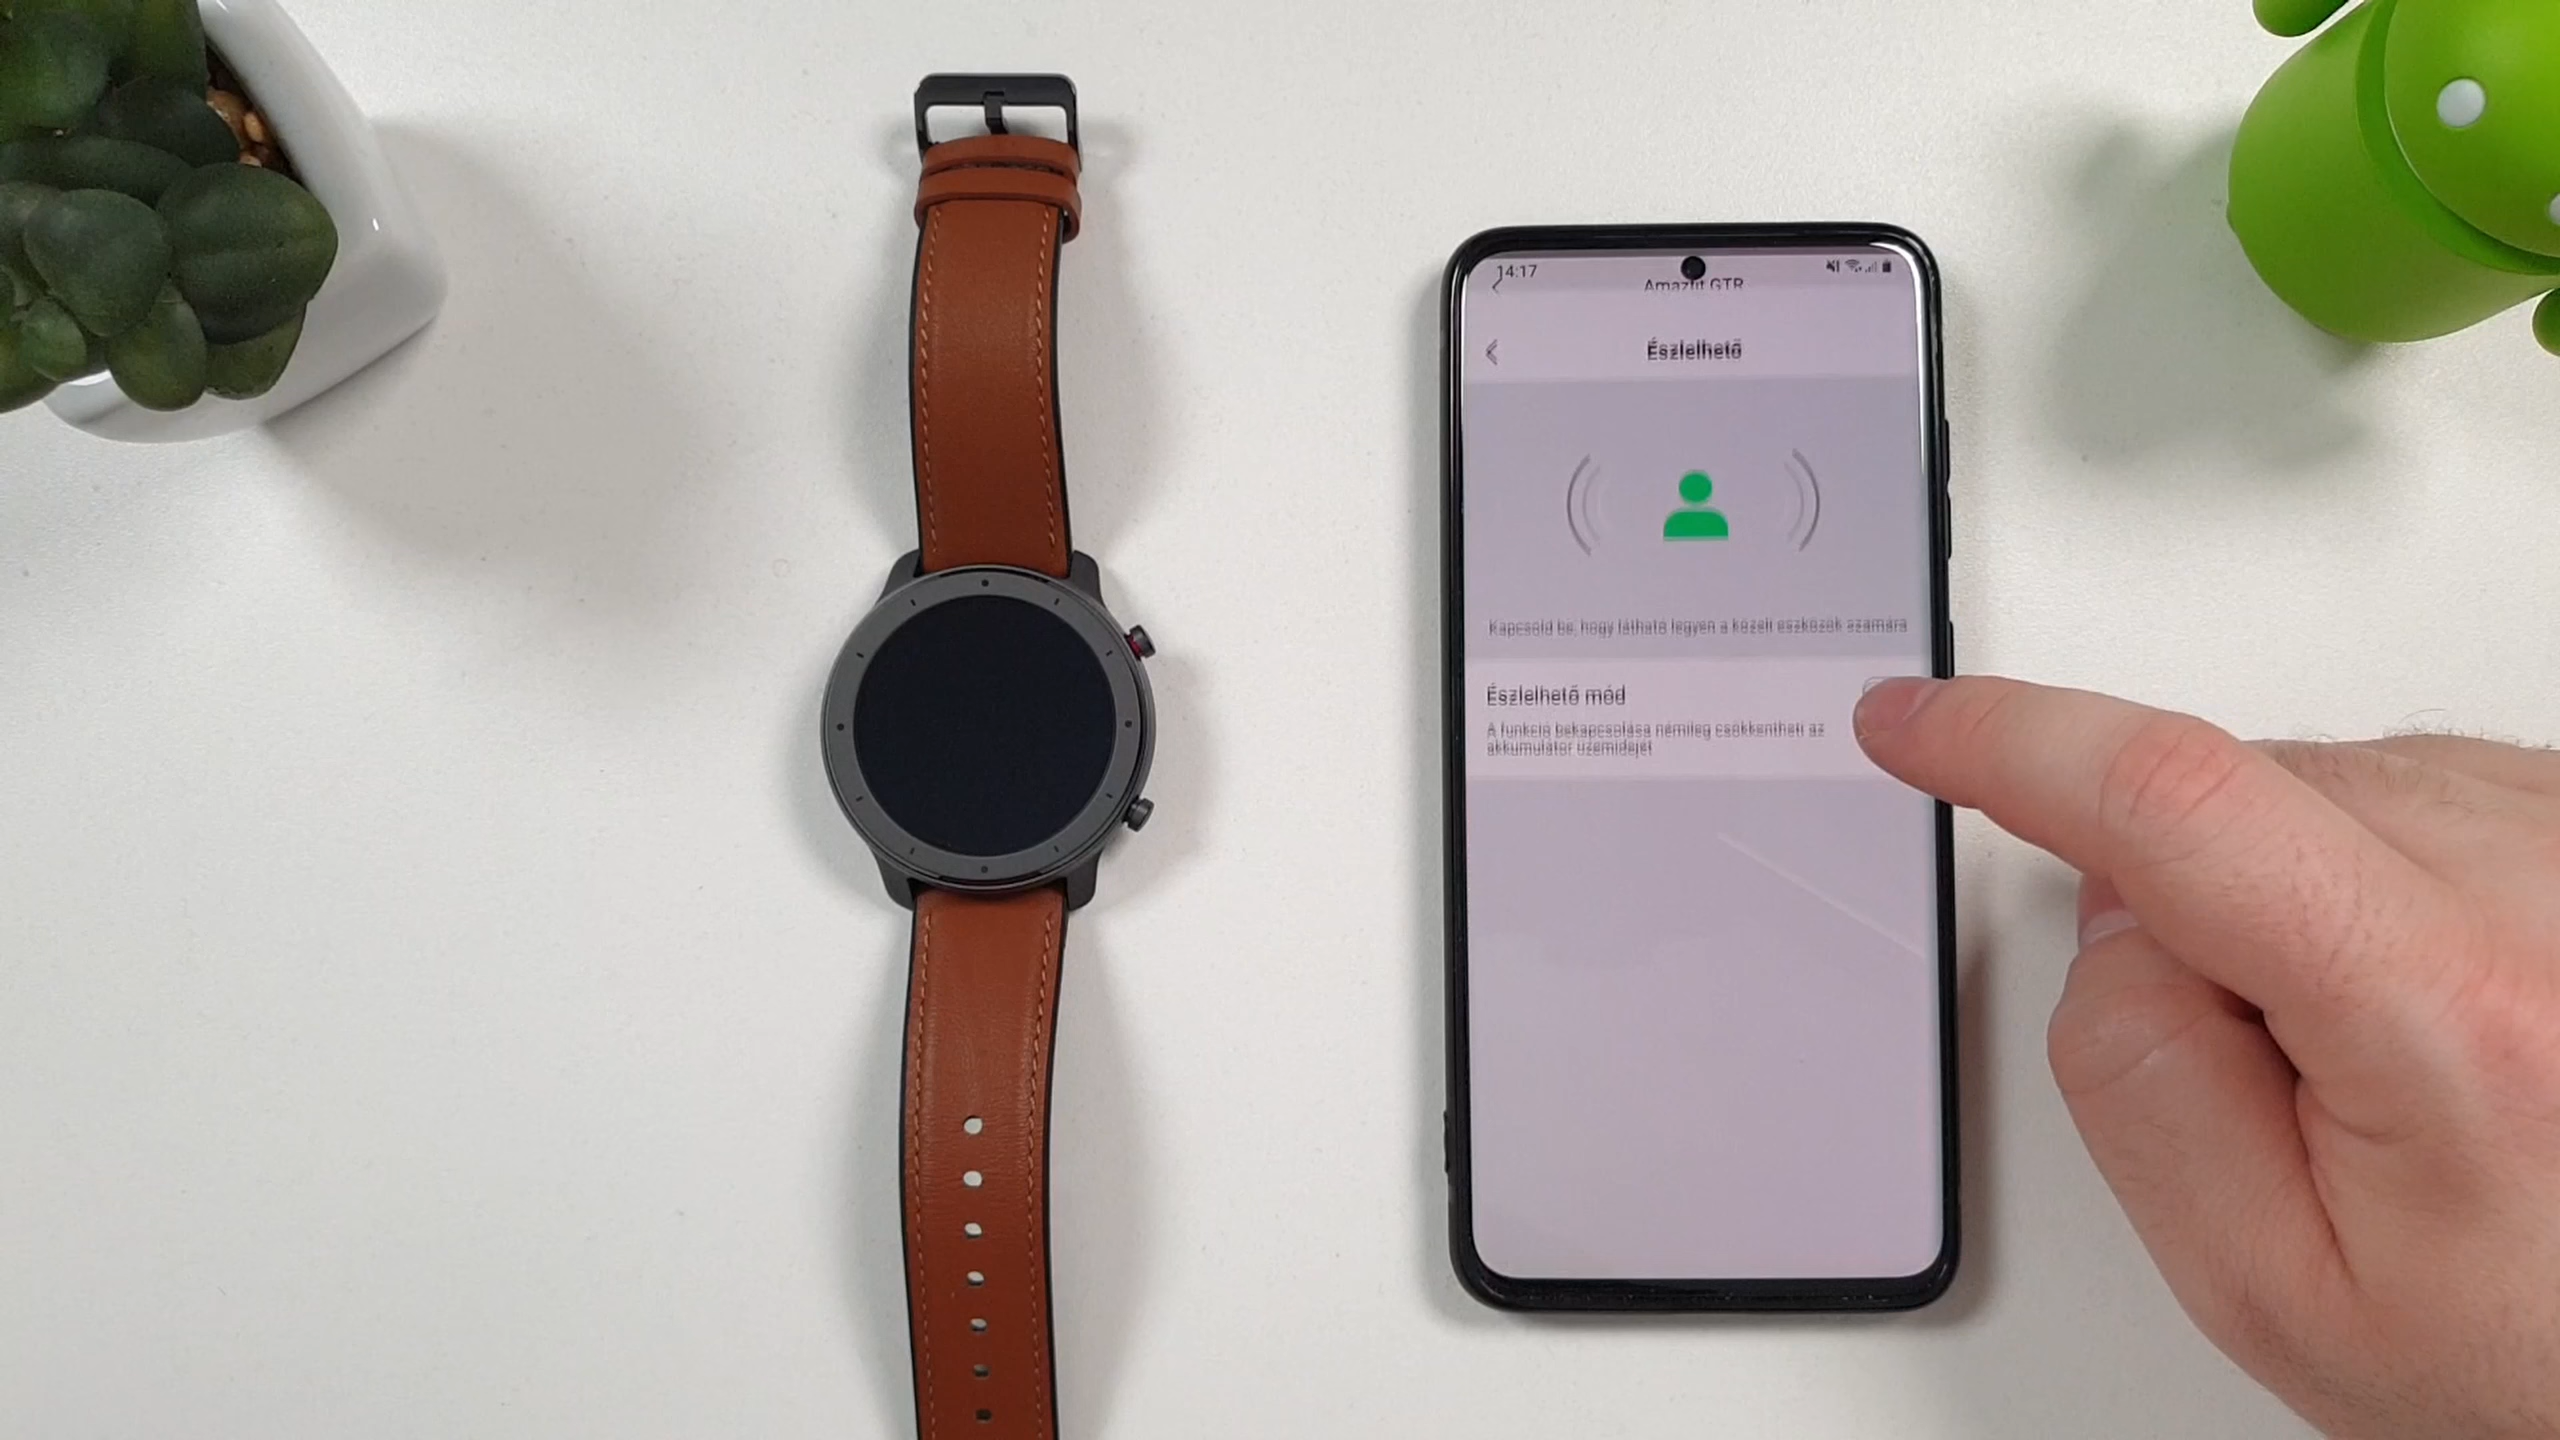 14:17
Amazfit GTR
Észlelhető
Kapcsold be, hogy látható legyen a közeli eszközök számára
Észlelhető mód
A funkció bekapcsolása némileg csökkentheti az
akkumulátor üzemidejét